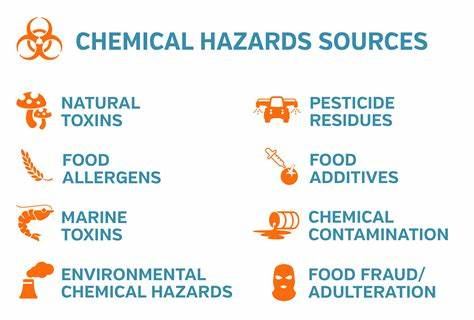 CHEMICAL HAZARDS SOURCES
NATURAL
TOXINS
PESTICIDE
RESIDUES
FOOD
ALLERGENS
FOOD
ADDITIVES
MARINE
TOXINS
CHEMICAL
CONTAMINATION
ENVIRONMENTAL
CHEMICAL HAZARDS
FOOD FRAUD/
ADULTERATION